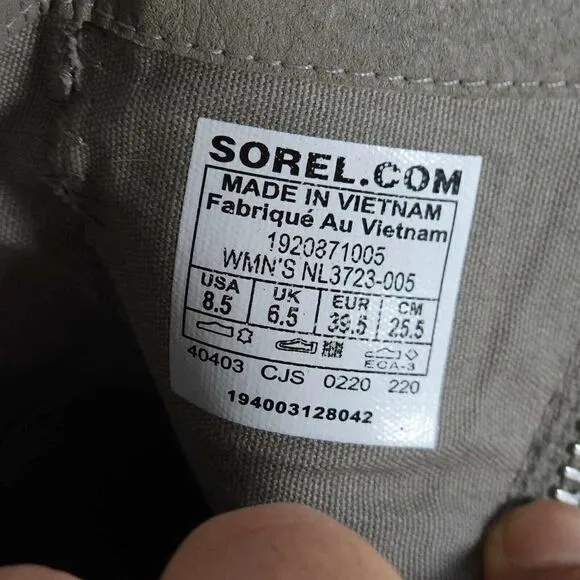 SOREL.COM
MADE IN VIETNAM
Fabriqué Au Vietnam
1920871005
WMN'S NL3723-005
USA UK EUR CM
8.5 6.5 39.5 25.5
ECA-3
40403 CJS 0220 220
194003128042